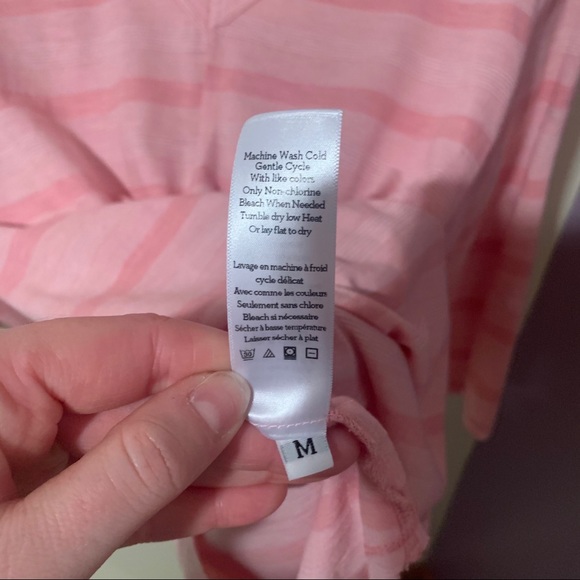 Machine Wash Cold
Gentle Cycle
With like colors
Only Non-chlorine
Bleach When Needed
Tumble dry low Heat
Or lay flat to dry
Lavage en machine à froid
cycle délicat
Avec comme les couleurs
Seulement sans chlore
Bleach si nécessaire
Sécher à basse température
Laisser sécher à plat
30
M